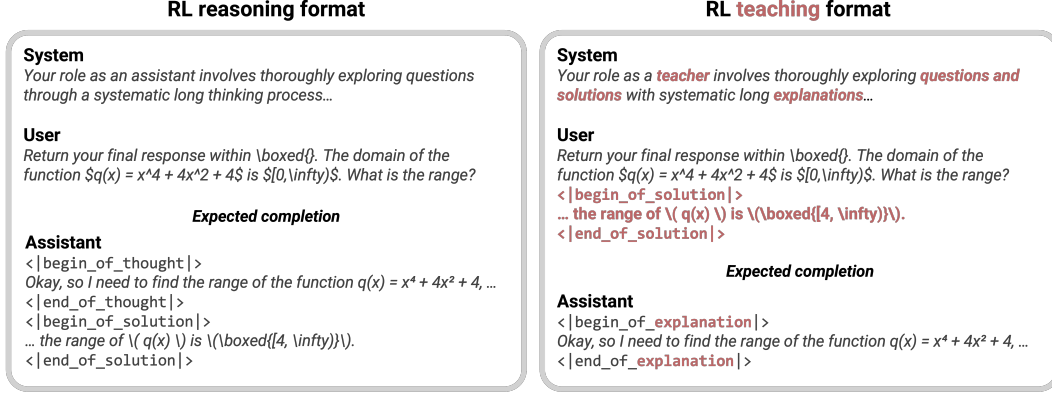 RL reasoning format
System
Your role as an assistant involves thoroughly exploring questions
through a systematic long thinking process…
User
Return your final response within \boxed{}. The domain of the
function $q(x) = x^4 + 4x^2 + 4$ is $[0,\infty)$. What is the range?
Expected completion
Assistant
<|begin_of_thought|>
Okay, so I need to find the range of the function q(x) = x⁴ + 4x² + 4, …
<|end_of_thought|>
<|begin_of_solution|>
… the range of \( q(x) \) is \(\boxed{[4, \infty)}\).
<|end_of_solution|>
RL teaching format
System
Your role as a teacher involves thoroughly exploring questions and
solutions with systematic long explanations…
User
Return your final response within \boxed{}. The domain of the
function $q(x) = x^4 + 4x^2 + 4$ is $[0,\infty)$. What is the range?
<|begin_of_solution|>
… the range of \( q(x) \) is \(\boxed{[4, \infty)}\).
<|end_of_solution|>
Expected completion
Assistant
<|begin_of_explanation|>
Okay, so I need to find the range of the function q(x) = x⁴ + 4x² + 4, …
<|end_of_explanation|>